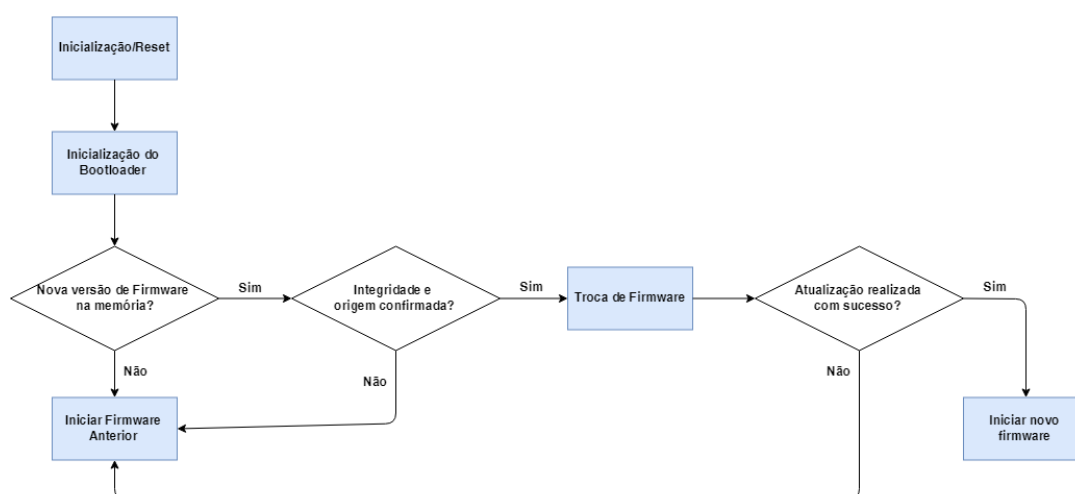 Inicialização/Reset
Inicialização do
Bootloader
Nova versão de Firmware
na memória?
Sim
Integridade e
origem confirmada?
Sim
Troca de Firmware
Atualização realizada
com sucesso?
Sim
Não
Não
Não
Iniciar Firmware
Anterior
Iniciar novo
firmware